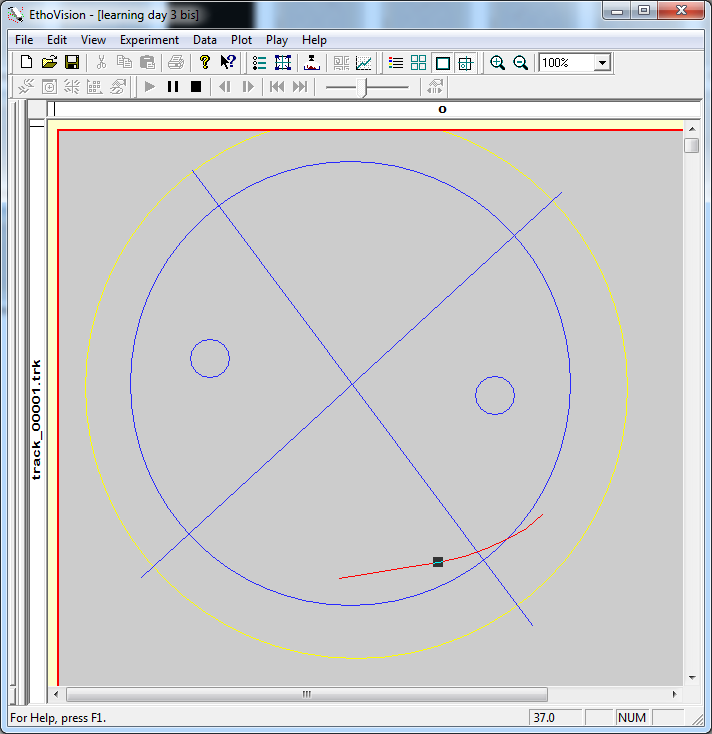 EthoVision - [learning day 3 bis]
File Edit View Experiment Data Plot Play Help
100%
o
track_00001.trk
For Help, press F1.
37.0
NUM